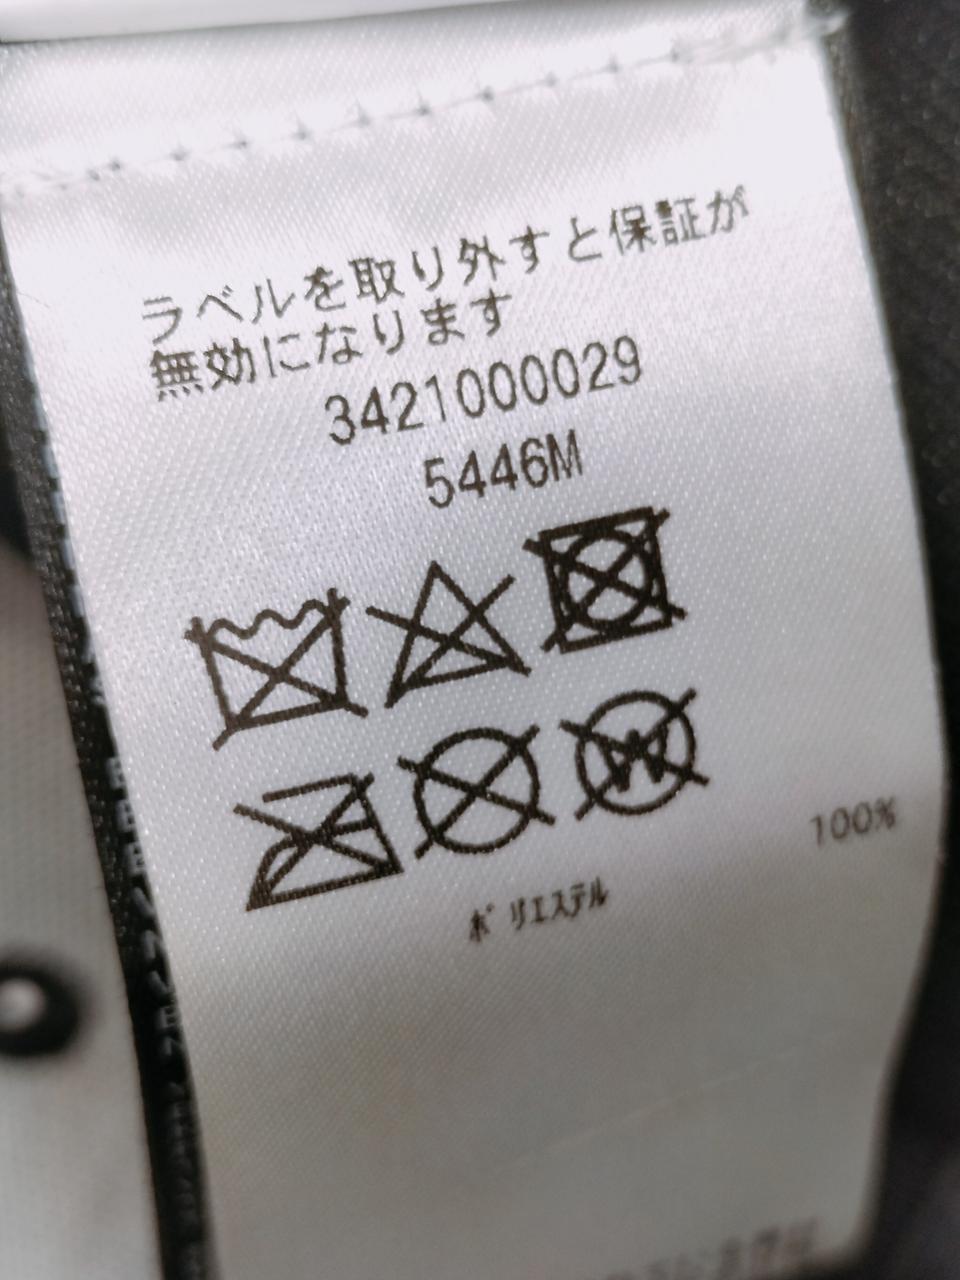 ラベルを取り外すと保証が
無効になります
3421000029
5446M
W
100%
ポリエステル